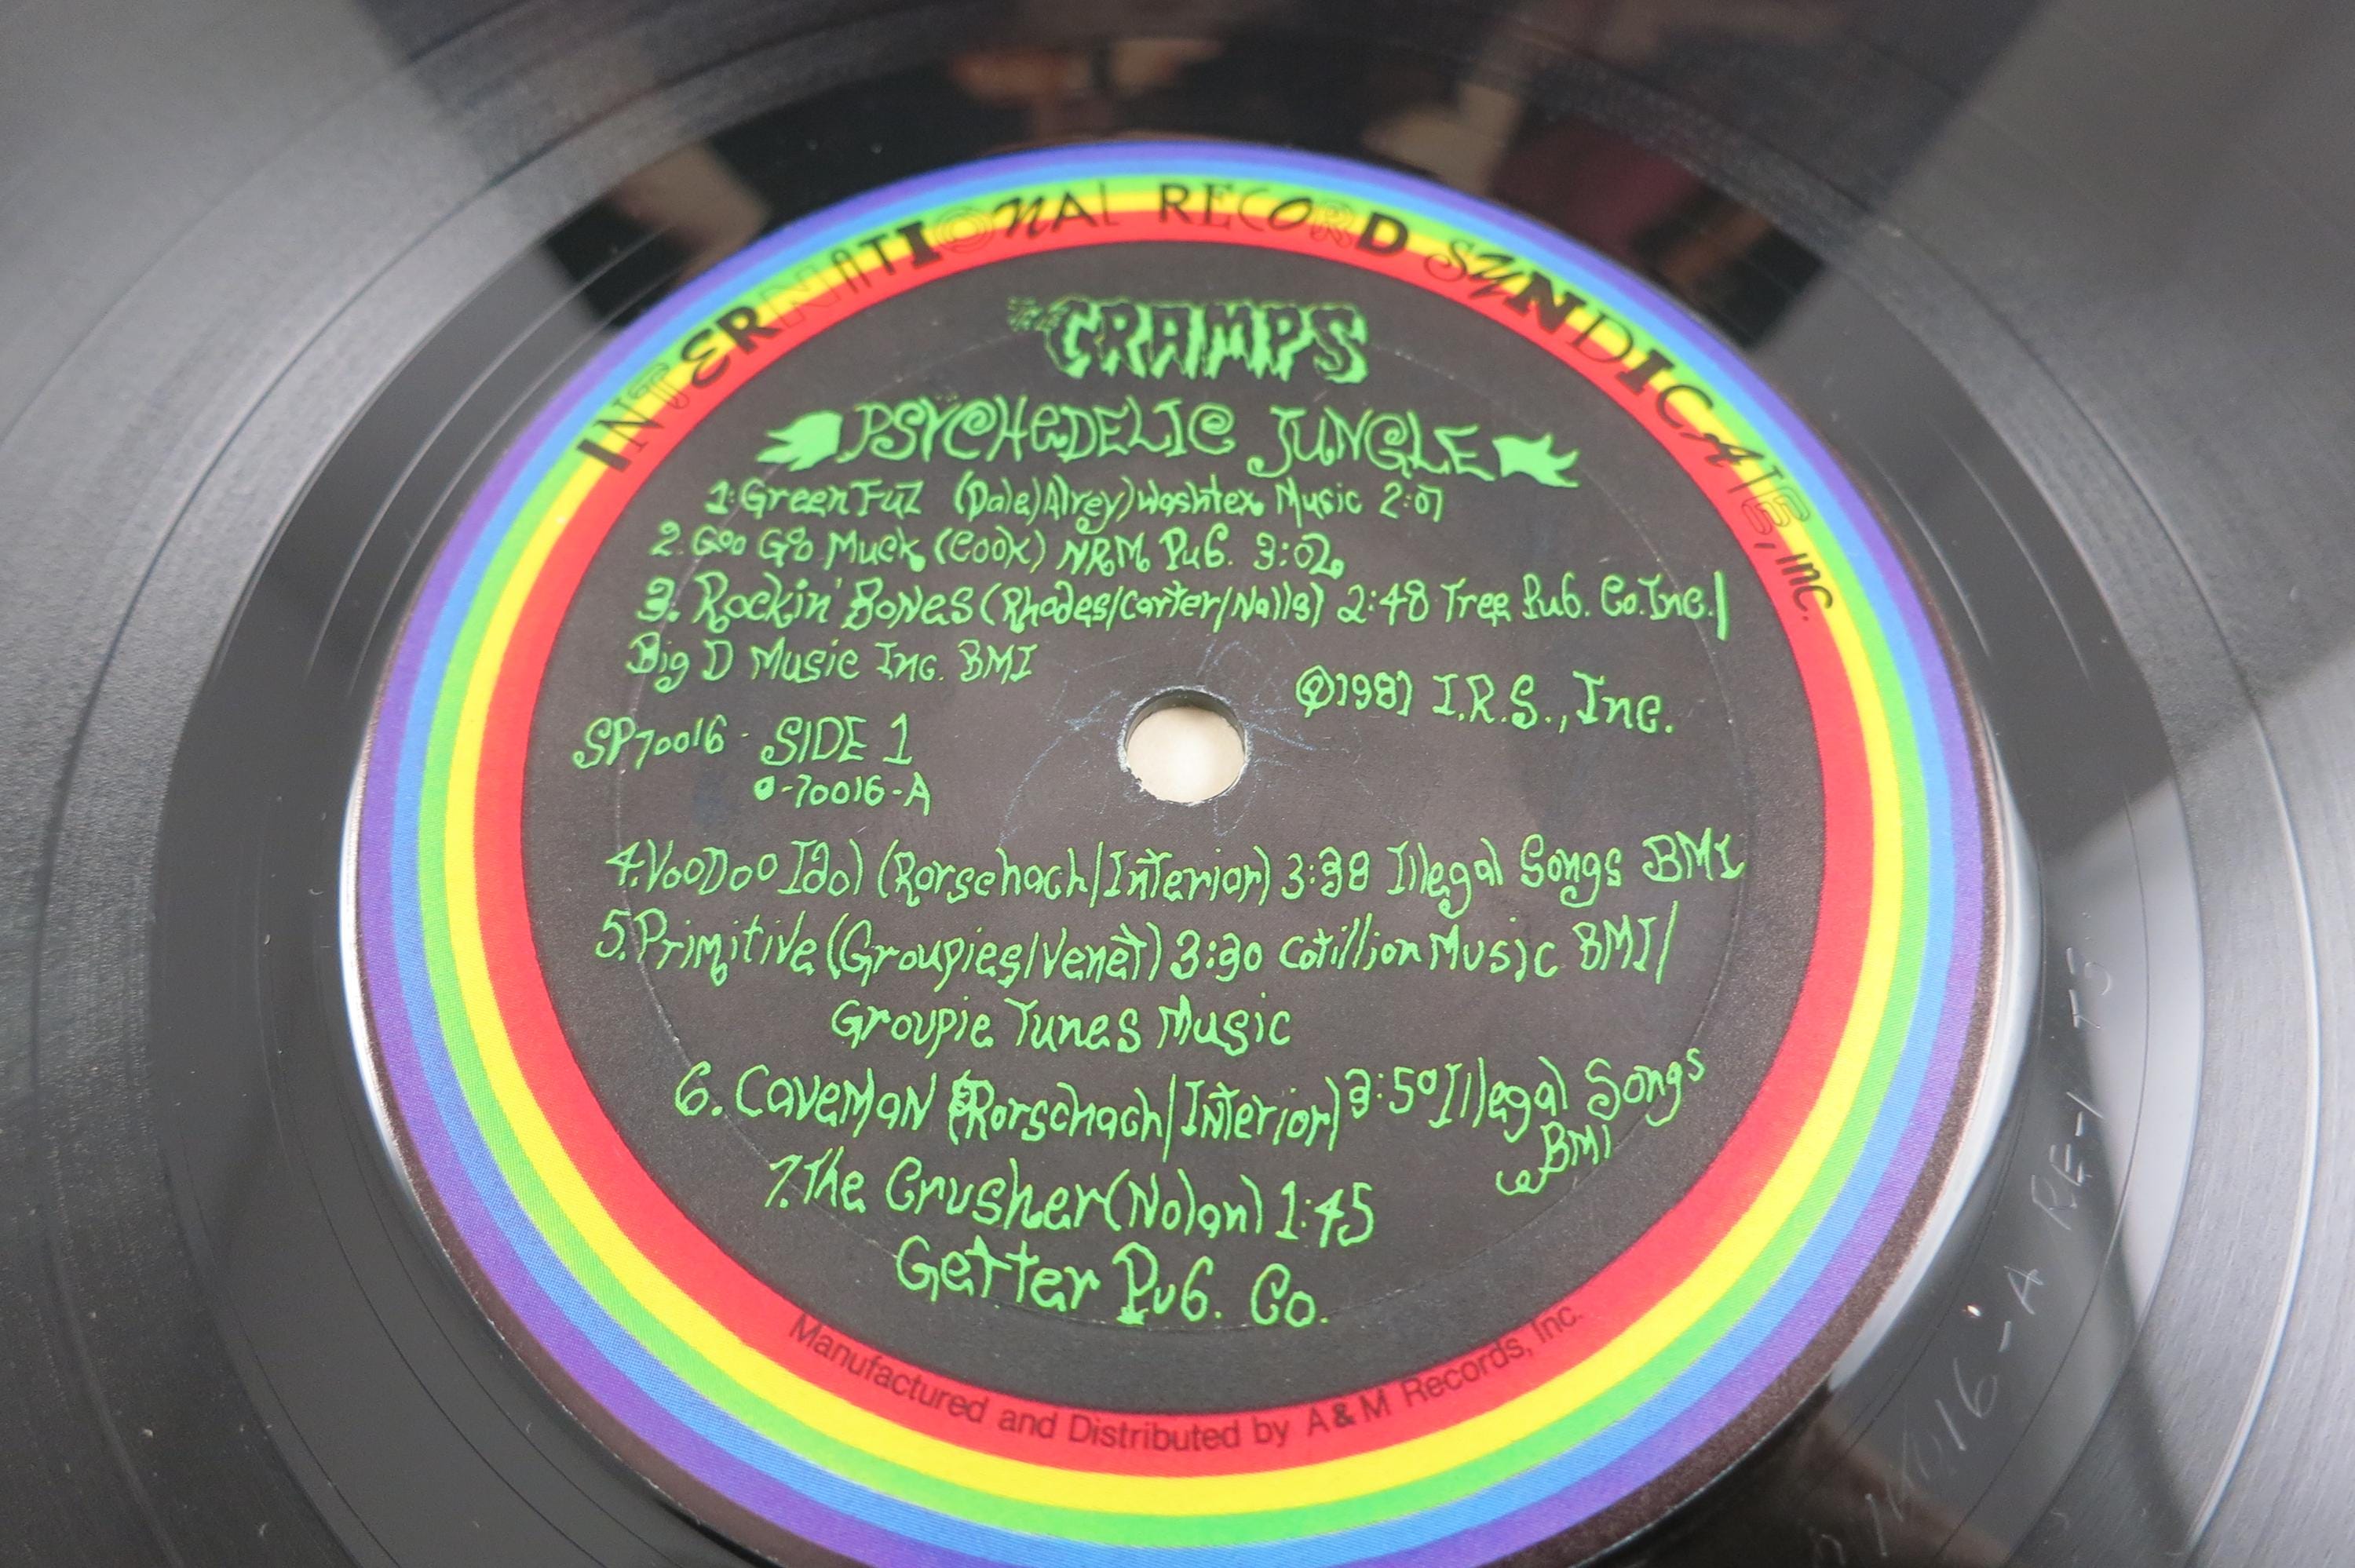 INTERNATIONAL RECORD SYNDICATE, INC.
THE CRAMPS
PSYCHEDELIC JUNGLE
1. Green Fuz (Dale)Alrey) Washtex Music 2:07
2. Goo Goo Muck (Cook) NRM Pub. 3:02
3. Rockin' Bones (Rhodes/Carter/Nalls) 2:48 Tree Pub. Co. Inc./
Big D Music Inc. BMI
℗1981 I.R.S., Inc.
SP70016 - SIDE 1
-70016-A
4. VooDoo Idol (Rorschach/Interior) 3:38 Illegal Songs BMI
5. Primitive (Groupies/Venet) 3:30 Cotillion Music BMI/
Groupie Tunes Music
6. Caveman (Rorschach/Interior) 3:50 Illegal Songs
BMI
7. The Crusher (Nolan) 1:45
Getter Pub. Co.
Manufactured and Distributed by A&M Records, Inc.
16-A RE-1 T5